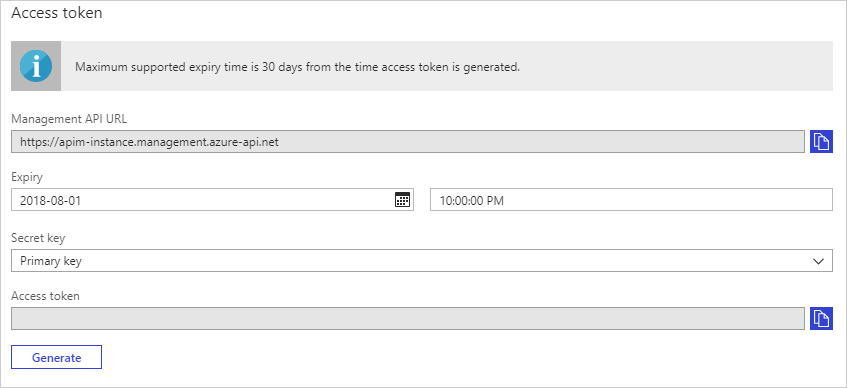 Access token
Maximum supported expiry time is 30 days from the time access token is generated.
Management API URL
https://apim-instance.management.azure-api.net
Expiry
2018-08-01
10:00:00 PM
Secret key
Primary key
Access token
Generate